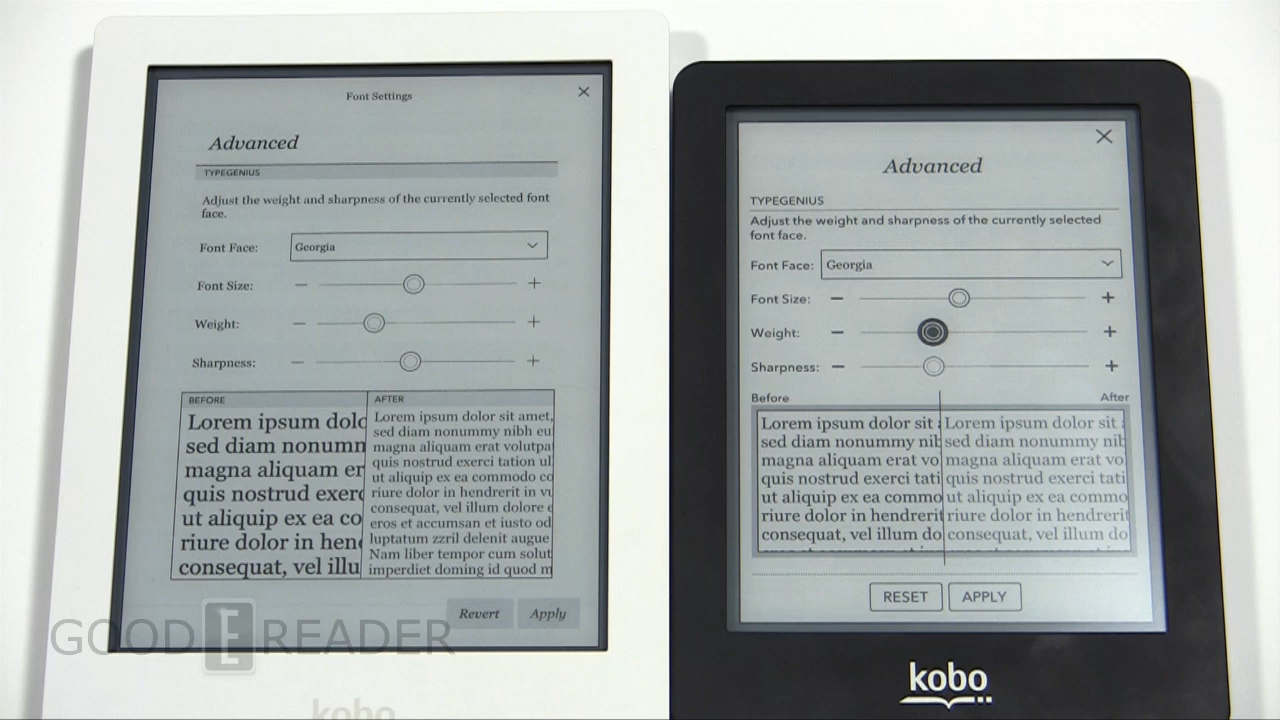 Font Settings
Advanced
TYPEGENIUS
Adjust the weight and sharpness of the currently selected font
face.
Font Face: Georgia
Font Size:
Weight:
Sharpness:
BEFORE
Lorem ipsum dolo
sed diam nonumn
magna aliquam er
quis nostrud exerc
ut aliquip ex ea co
riure dolor in hen
consequat, vel illu
AFTER
Lorem ipsum dolor sit amet,
sed diam nonummy nibh eu
magna aliquam erat volutpa
quis nostrud exerci tation ul
ut aliquip ex ea commodo co
riure dolor in hendrerit in vu
consequat, vel illum dolore e
eros et accumsan et iusto od
luptatum zzril delenit augue
Nam liber tempor cum solut
imperdiet doming id quod m
Revert Apply
GOOD E READER
kobo
Advanced
TYPEGENIUS
Adjust the weight and sharpness of the currently selected
font face.
Font Face: Georgia
Font Size:
Weight:
Sharpness:
Before
After
Lorem ipsum dolor sit
sed diam nonummy nib
magna aliquam erat vo
quis nostrud exerci tati
ut aliquip ex ea commo
riure dolor in hendrerit
consequat, vel illum do
Lorem ipsum dolor sit
sed diam nonummy nib
magna aliquam erat vo
quis nostrud exerci tati
ut aliquip ex ea commo
riure dolor in hendrerit
consequat, vel illum do
RESET APPLY
kobo